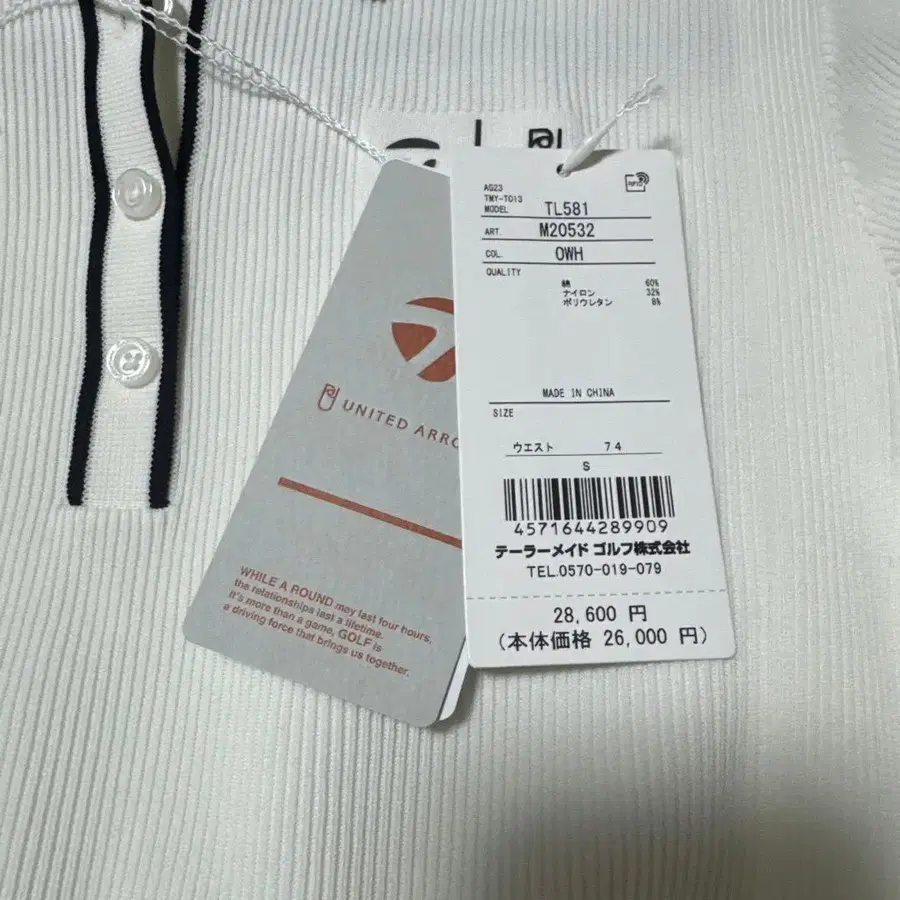 UNITED ARRO
WHILE A ROUND may last four hours,
the relationships last a lifetime.
It's more than a game, GOLF is
a driving force that brings us together.
RFID
AG23
TMY-TO13
MODEL TL581
ART. M20532
COL. OWH
QUALITY
綿 60%
ナイロン 32%
ポリウレタン 8%
MADE IN CHINA
SIZE
ウエスト 74
S
4571644289909
テーラーメイド ゴルフ株式会社
TEL.0570-019-079
28,600 円
(本体価格 26,000 円)